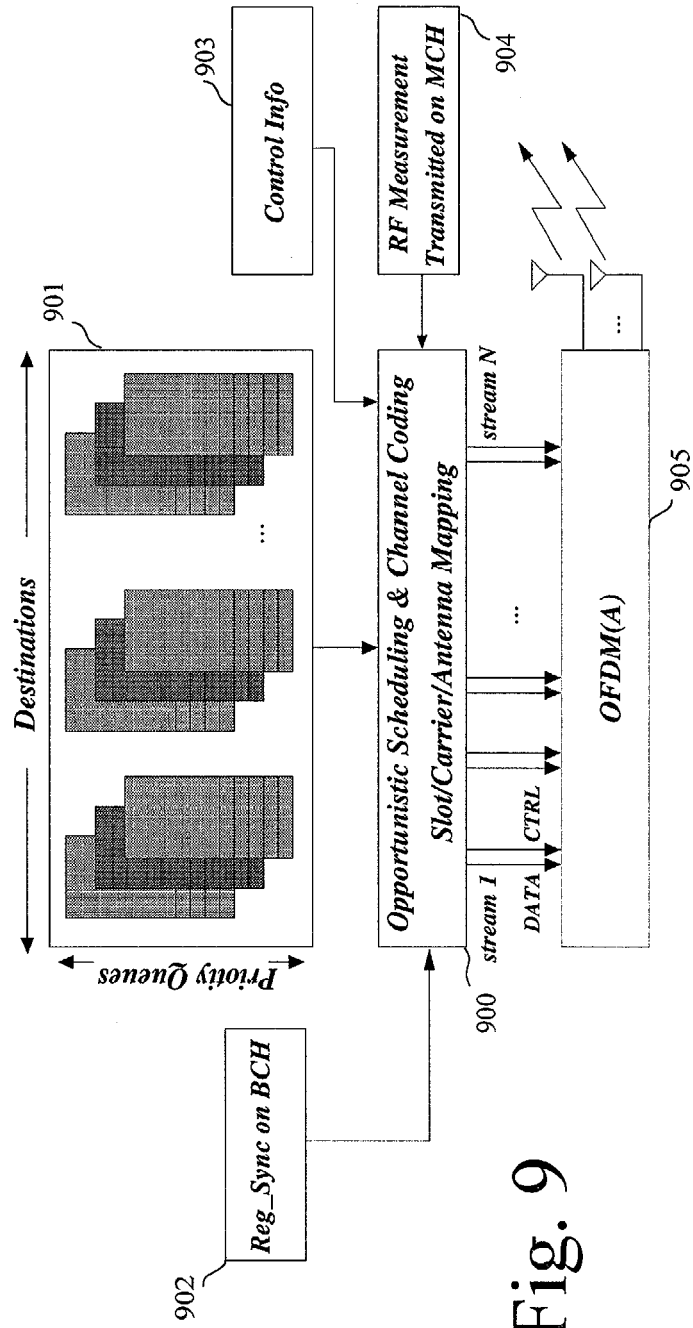 Destinations
901
Priotiy Queues
...
903
Control Info
902
Reg_Sync on BCH
Opportunistic Scheduling & Channel Coding
Slot/Carrier/Antenna Mapping
900
RF Measurement
Transmitted on MCH
904
stream 1
stream N
DATA
CTRL
...
OFDM(A)
905
...
Fig. 9